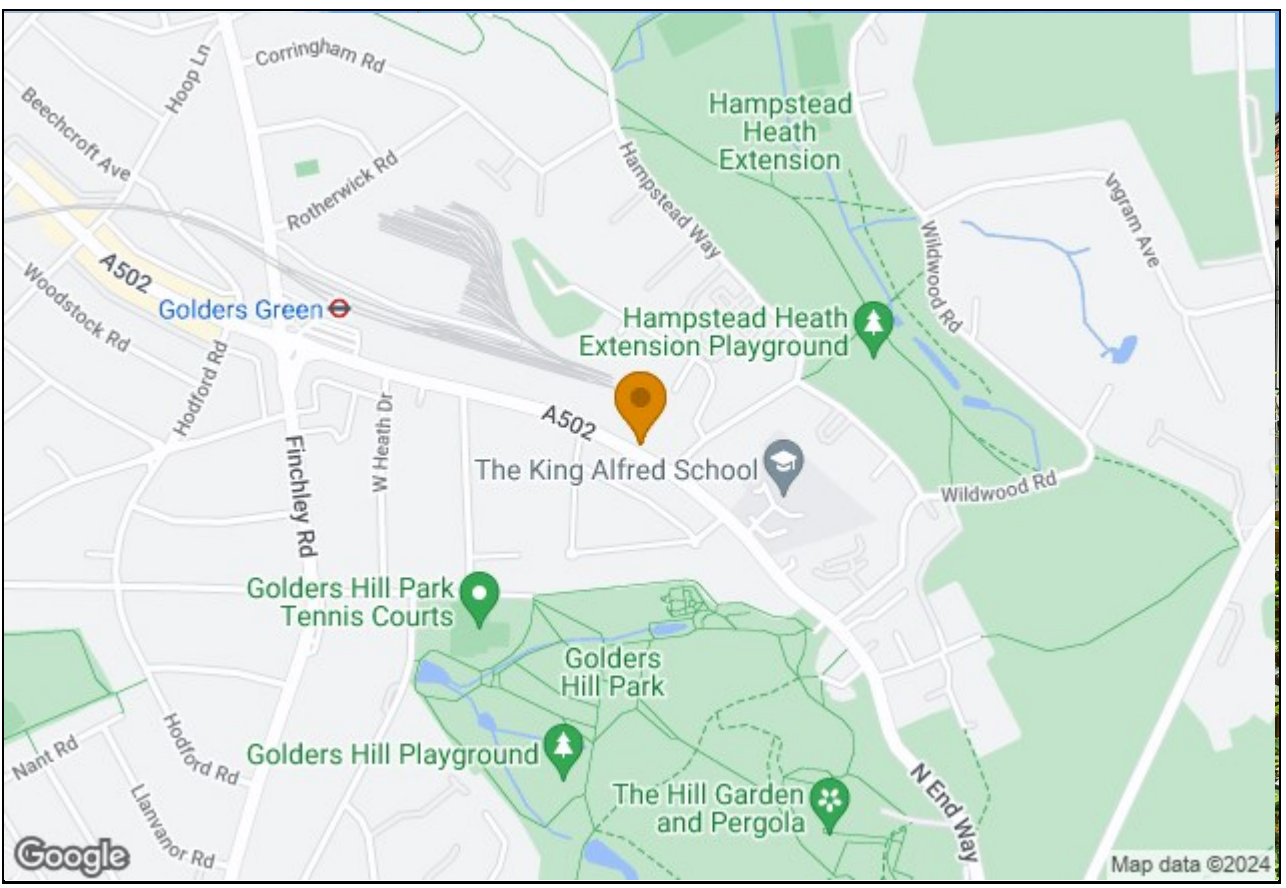 Corringham Rd
Hoop Ln
Beechcroft Ave
Hampstead
Heath
Extension
Rotherwick Rd
Hampstead Way
Ingram Ave
Wildwood Rd
A502
Woodstock Rd
Golders Green
Hampstead Heath
Extension Playground
Hodford Rd
W Heath Dr
A502
Finchley Rd
The King Alfred School
Wildwood Rd
Golders Hill Park
Tennis Courts
Golders
Hill Park
Hodford Rd
Nant Rd
Golders Hill Playground
Llanvanor Rd
The Hill Garden
and Pergola
N End Way
Google
Map data ©2024